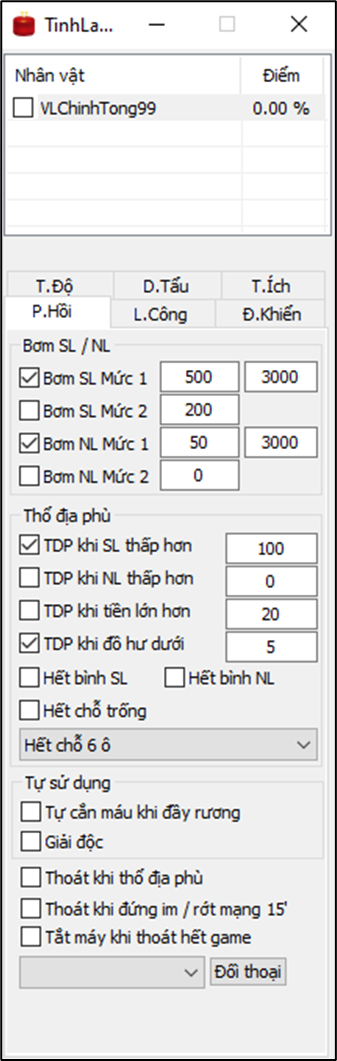 TinhLa...
Nhân vật Điểm
VLChinhTong99 0.00 %
T.Độ D.Tẩu T.Ích
P.Hồi L.Công Đ.Khiển
Bơm SL / NL
Bơm SL Mức 1 500 3000
Bơm SL Mức 2 200
Bơm NL Mức 1 50 3000
Bơm NL Mức 2 0
Thổ địa phù
TDP khi SL thấp hơn 100
TDP khi NL thấp hơn 0
TDP khi tiền lớn hơn 20
TDP khi đồ hư dưới 5
Hết bình SL Hết bình NL
Hết chỗ trống
Hết chỗ 6 ô
Tự sử dụng
Tự cắn máu khi đầy rương
Giải độc
Thoát khi thổ địa phù
Thoát khi đứng im / rớt mạng 15'
Tắt máy khi thoát hết game
Đối thoại